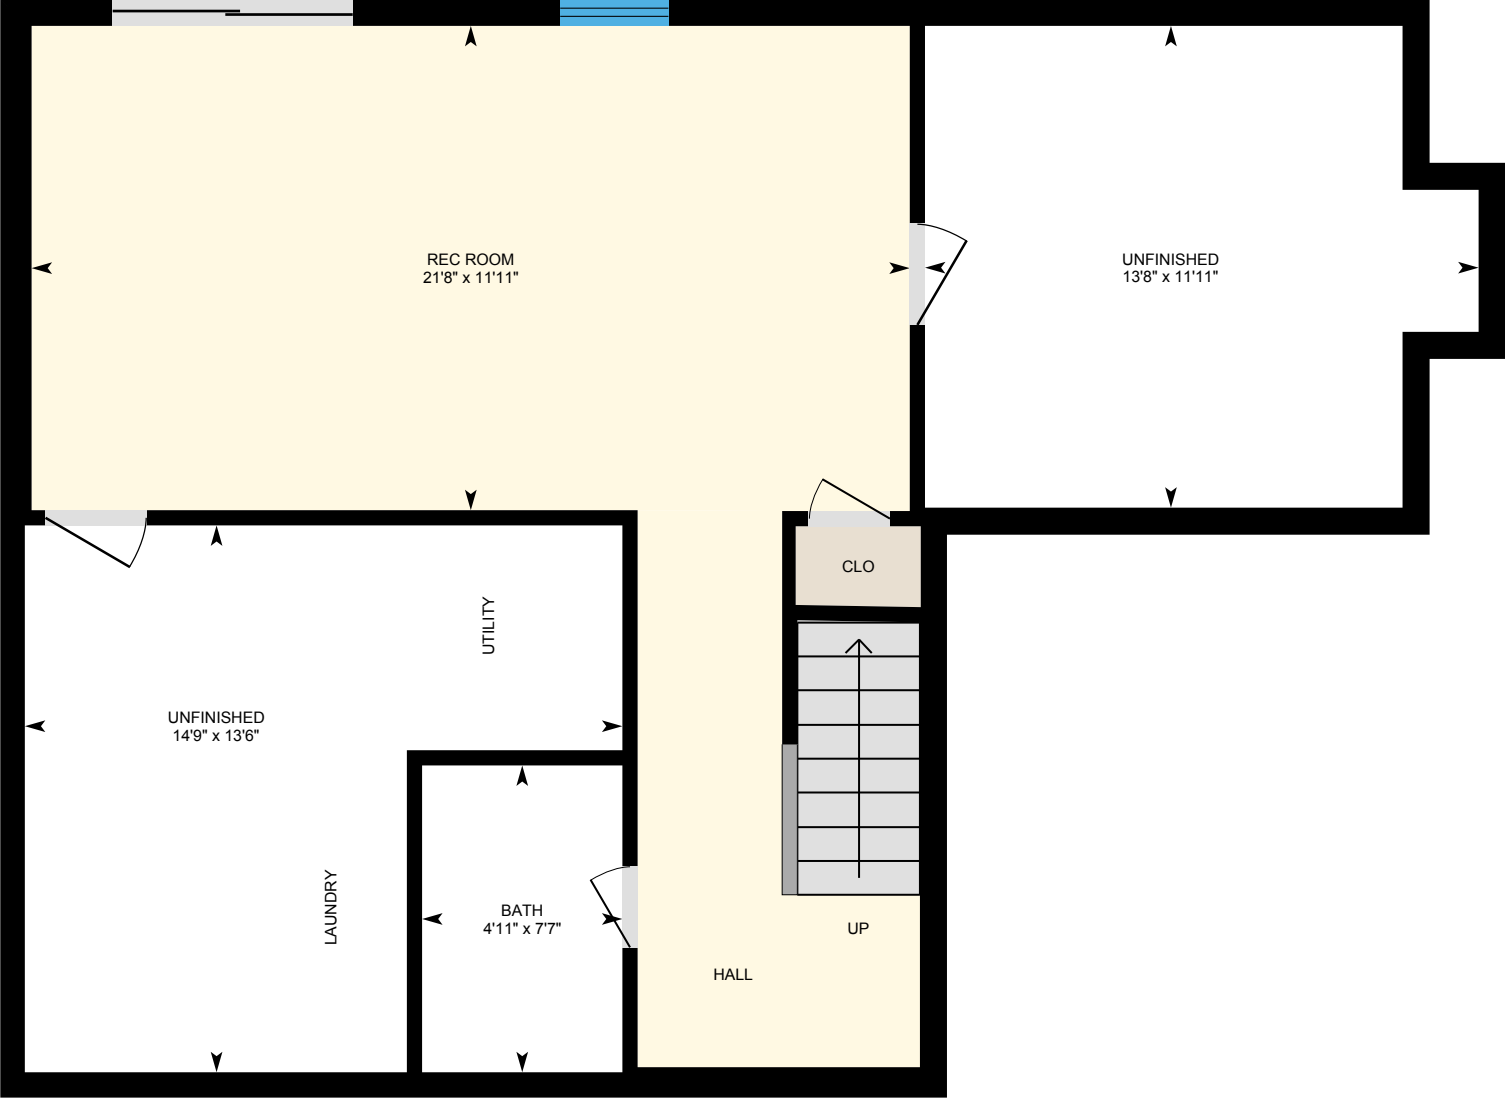 REC ROOM
21'8" x 11'11"
UNFINISHED
13'8" x 11'11"
CLO
UTILITY
UNFINISHED
14'9" x 13'6"
LAUNDRY
BATH
4'11" x 7'7"
UP
HALL